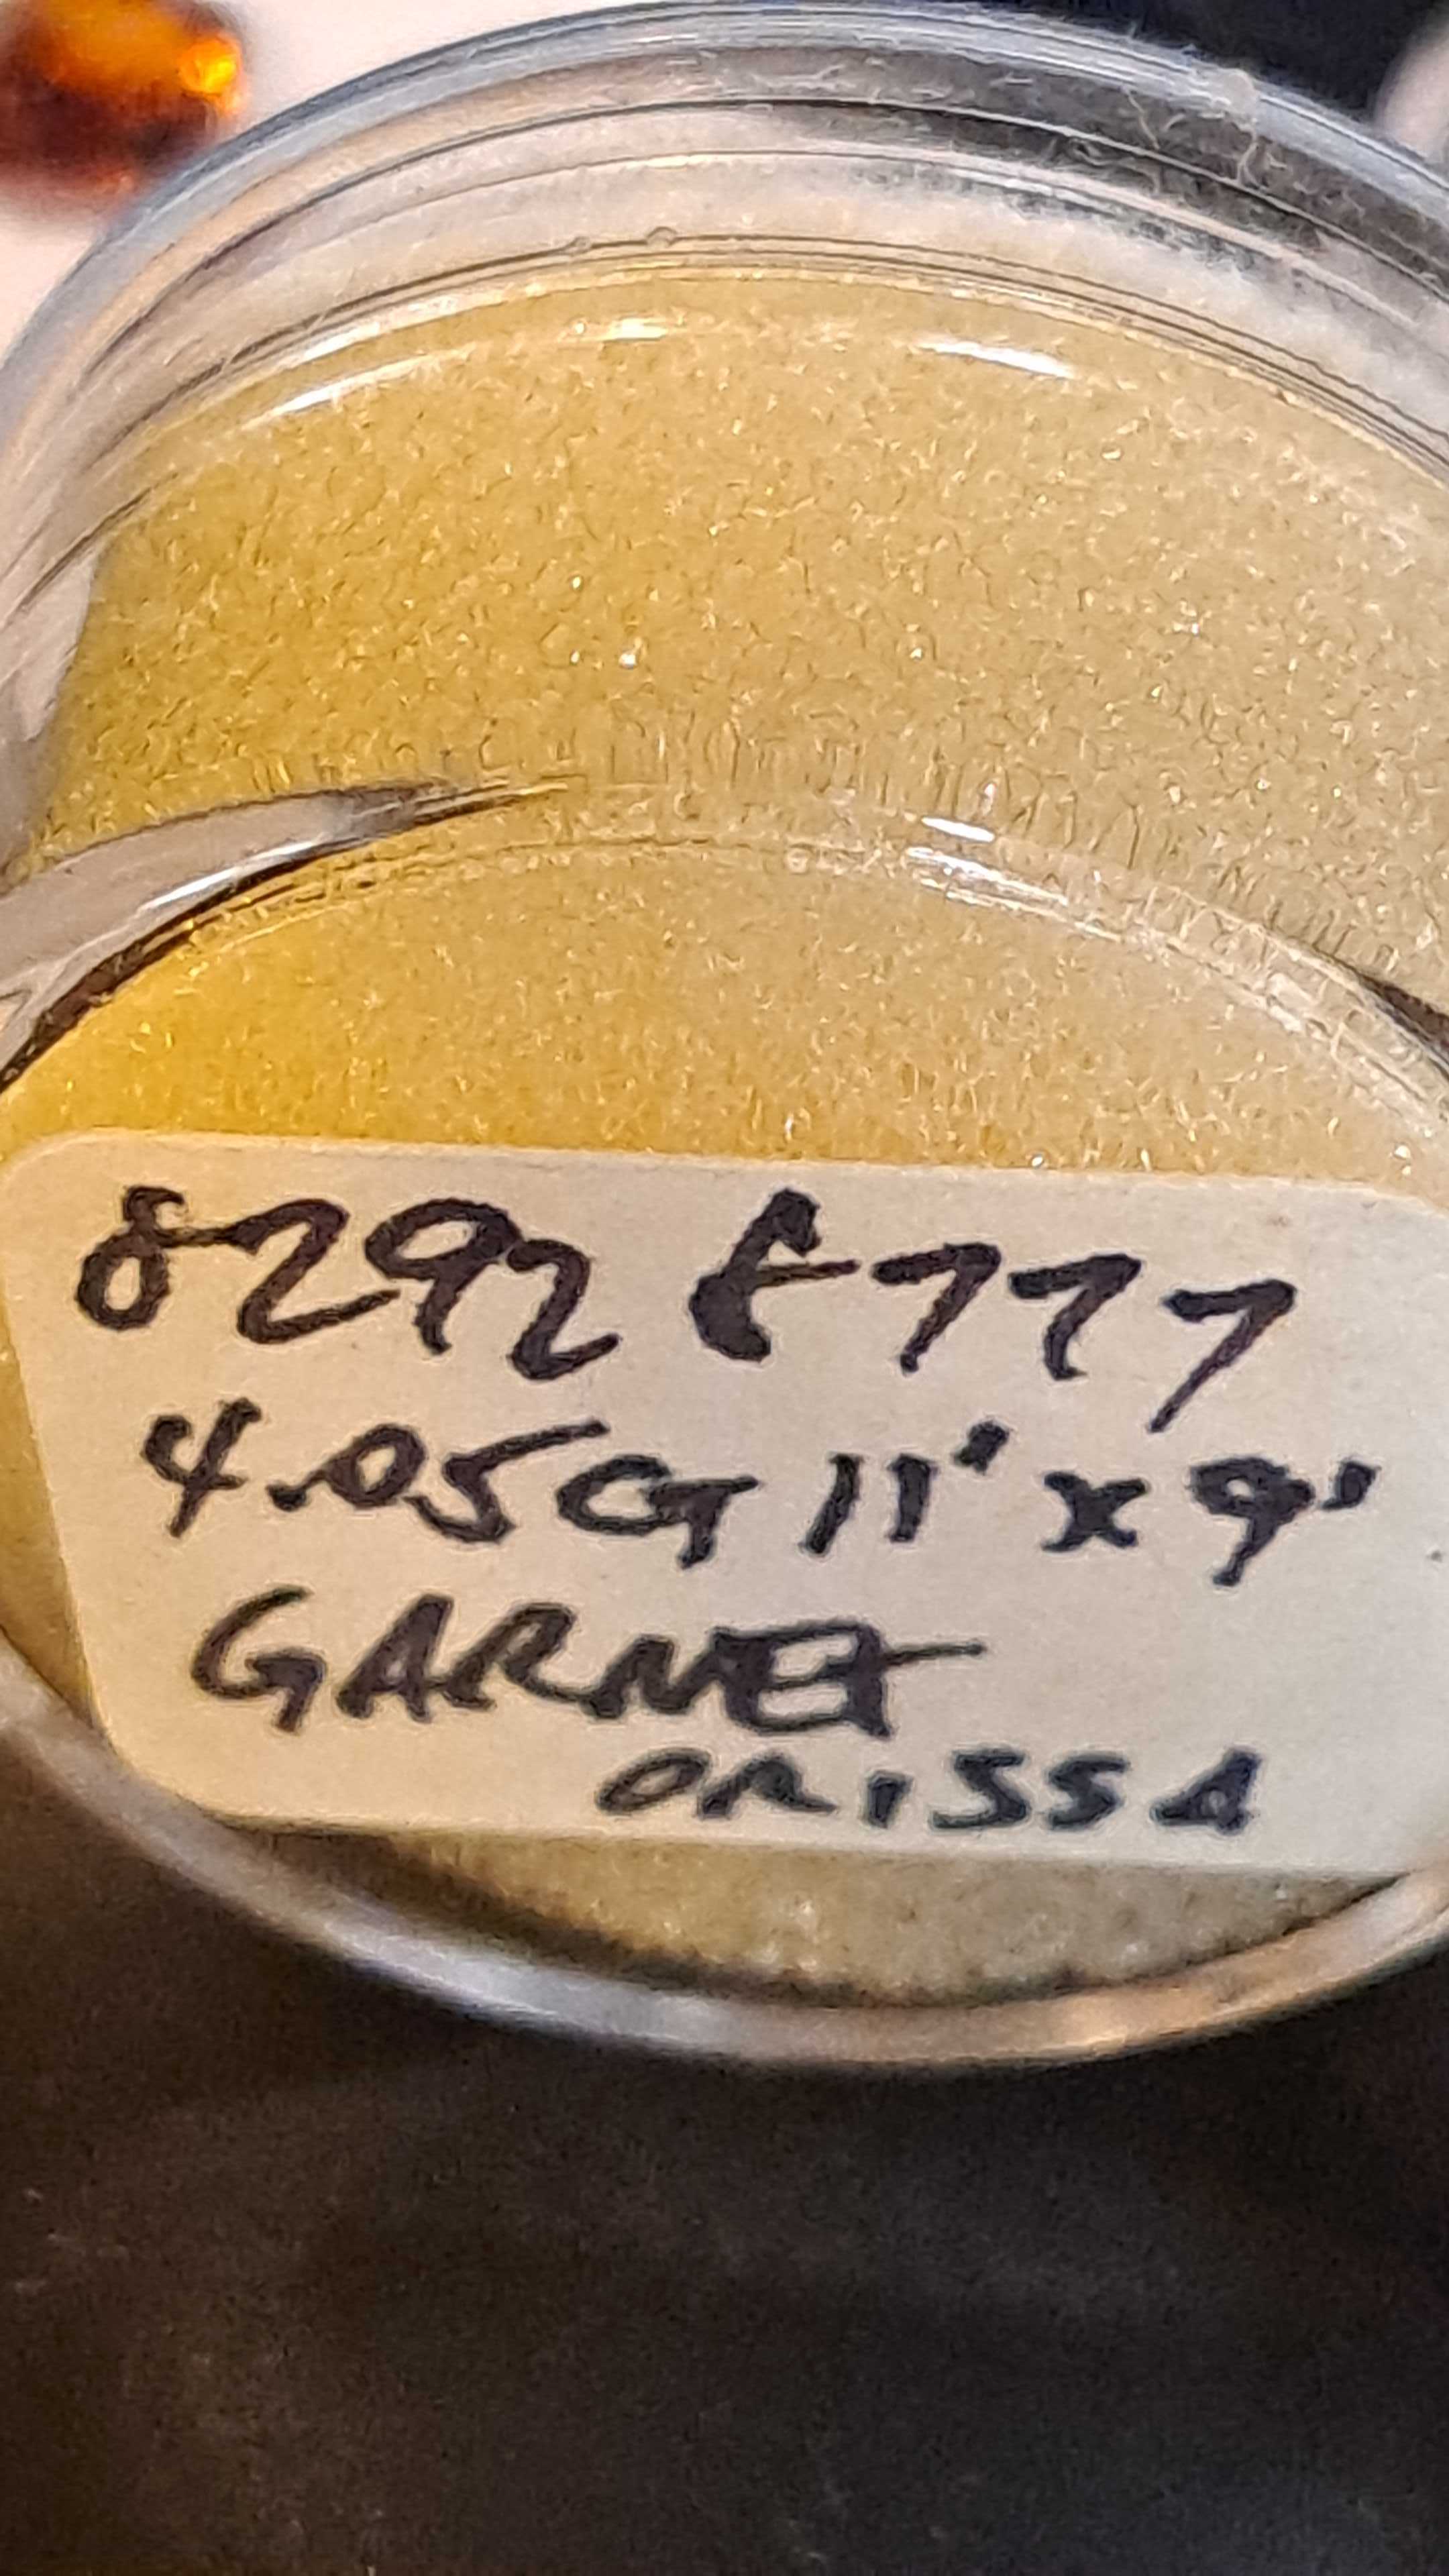 8292 £777
4.05CT 11' x 9'
GARNET
ORISSA